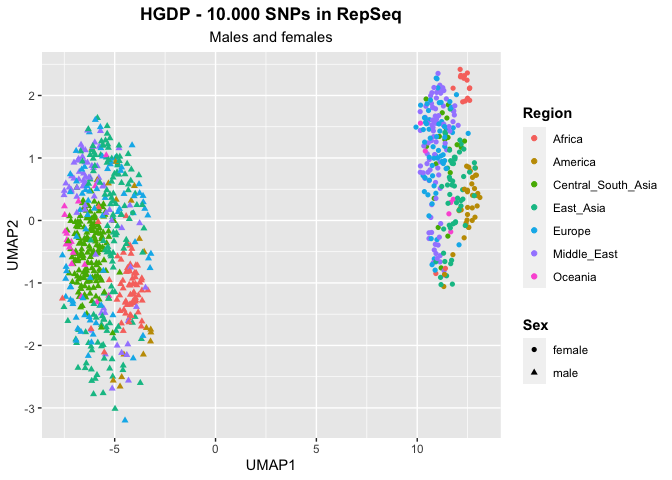 HGDP - 10.000 SNPs in RepSeq
Males and females
UMAP2
2
1
0
-1
-2
-3
-5
0
5
10
UMAP1
Region
Africa
America
Central_South_Asia
East_Asia
Europe
Middle_East
Oceania
Sex
female
male